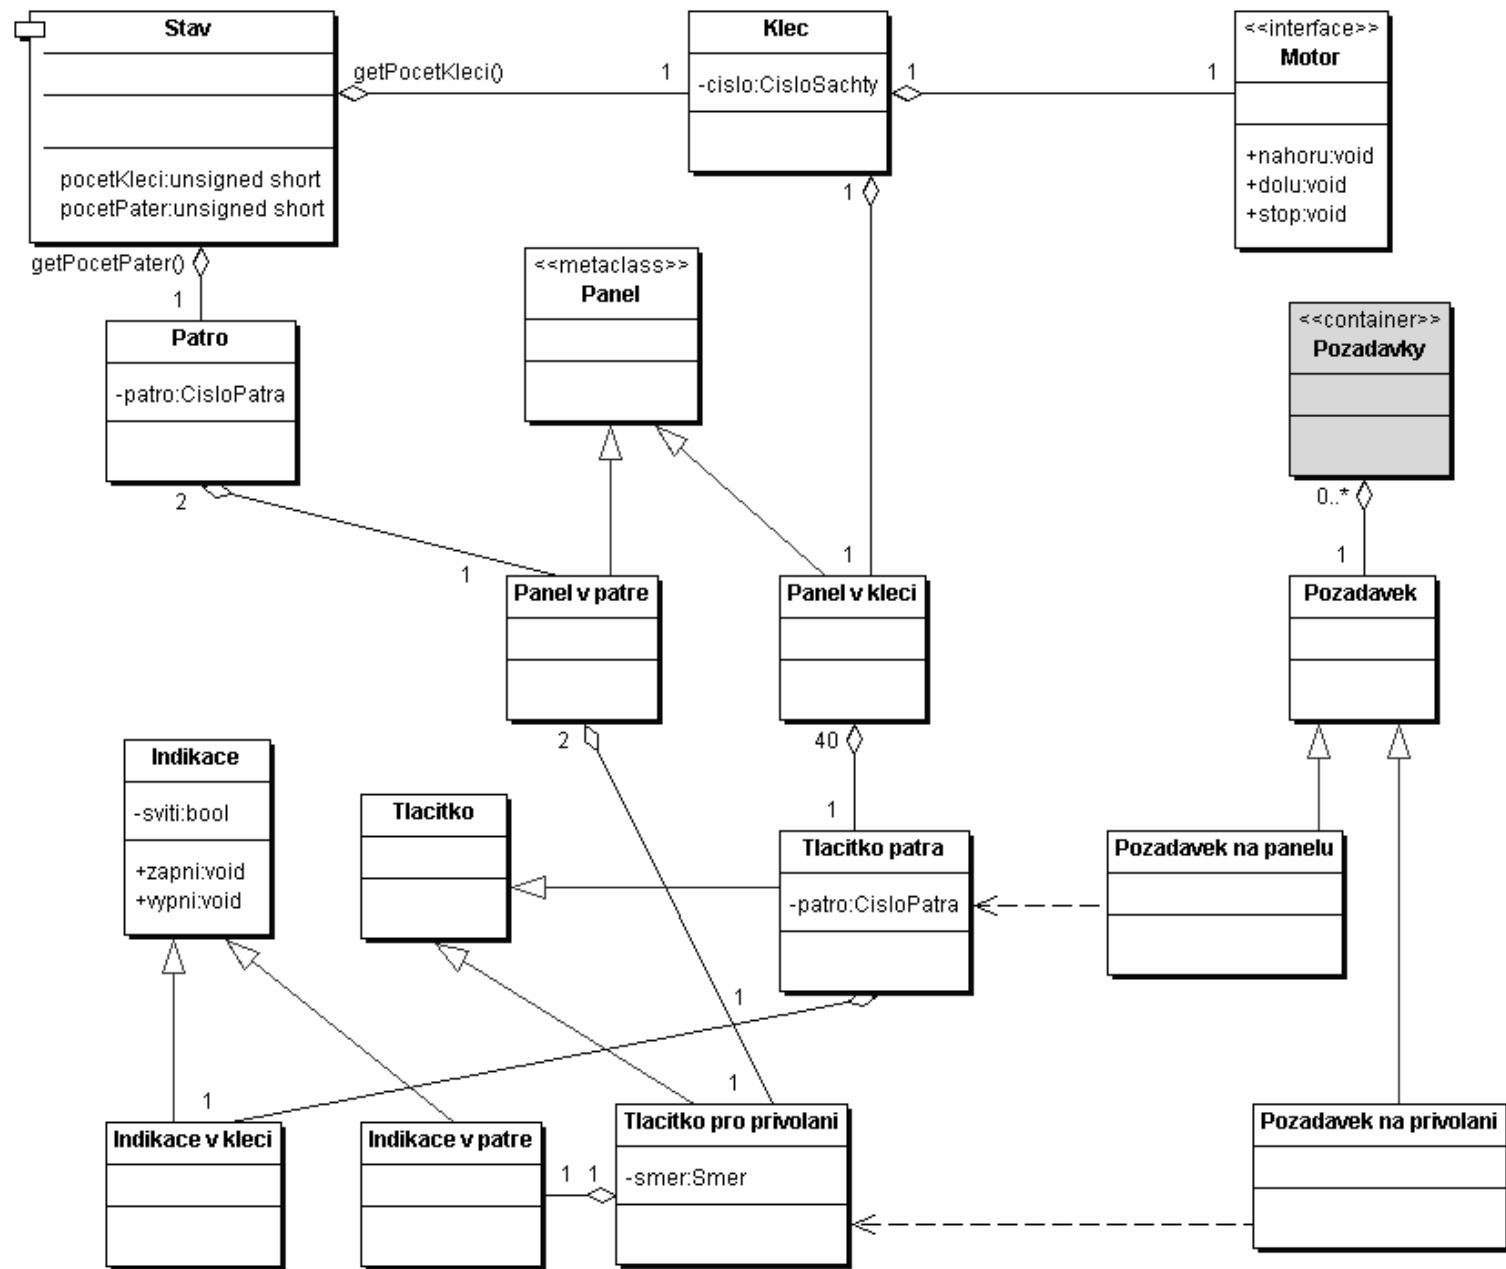 Stav
pocetKleci:unsigned short
pocetPater:unsigned short
getPocetKleci()
1
Klec
-cislo:CisloSachty
1
1
<<interface>>
Motor
+nahoru:void
+dolu:void
+stop:void
getPocetPater()
1
1
<<metaclass>>
Panel
<<container>>
Pozadavky
Patro
-patro:CisloPatra
2
0..*
1
1
1
Panel v patre
Panel v kleci
Pozadavek
2
40
Indikace
-sviti:bool
+zapni:void
+vypni:void
Tlacitko
1
Tlacitko patra
-patro:CisloPatra
Pozadavek na panelu
1
1
1
Indikace v kleci
Indikace v patre
1
1
Tlacitko pro privolani
-smer:Smer
Pozadavek na privolani